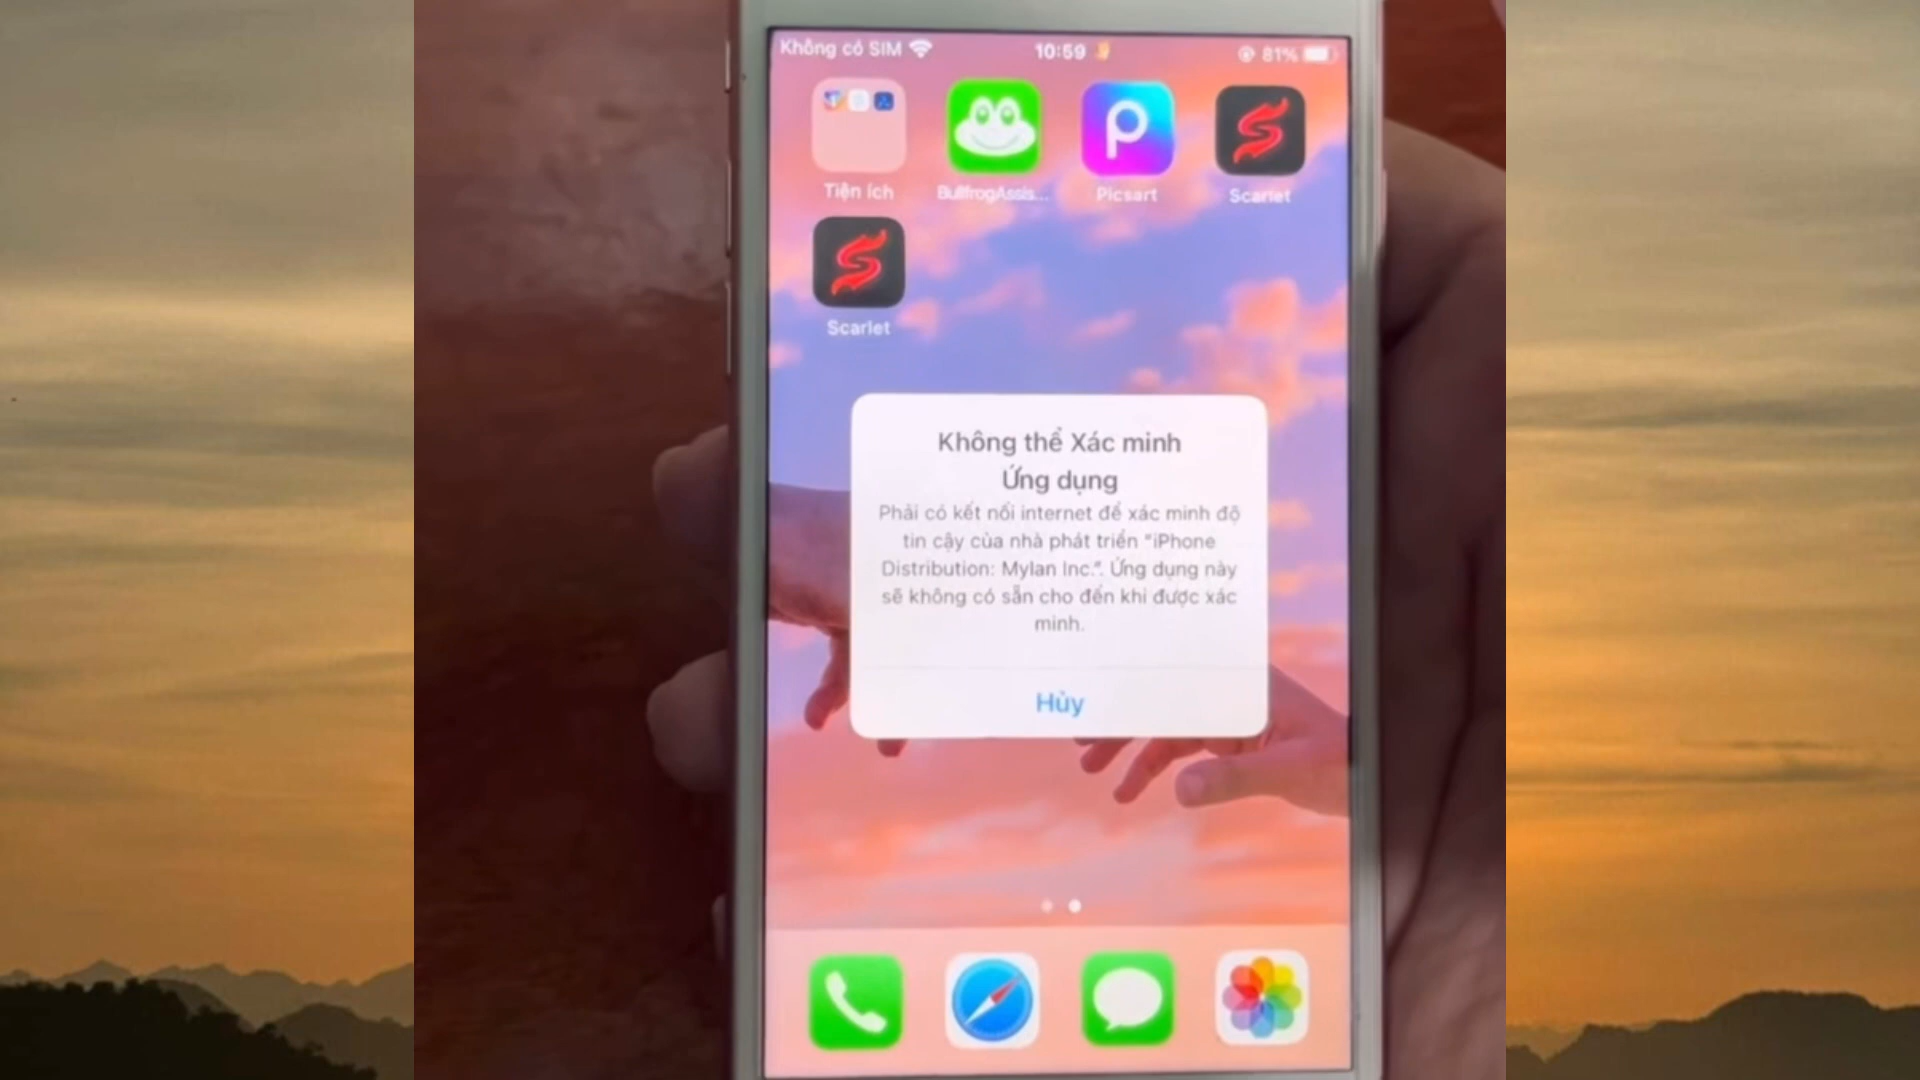 Không có SIM
10:59
81%
Tiện ích
BullfrogAssis...
Picsart
Scarlet
Scarlet
Không thể Xác minh
Ứng dụng
Phải có kết nối internet để xác minh độ
tin cậy của nhà phát triển “iPhone
Distribution: Mylan Inc.”. Ứng dụng này
sẽ không có sẵn cho đến khi được xác
minh.
Hủy